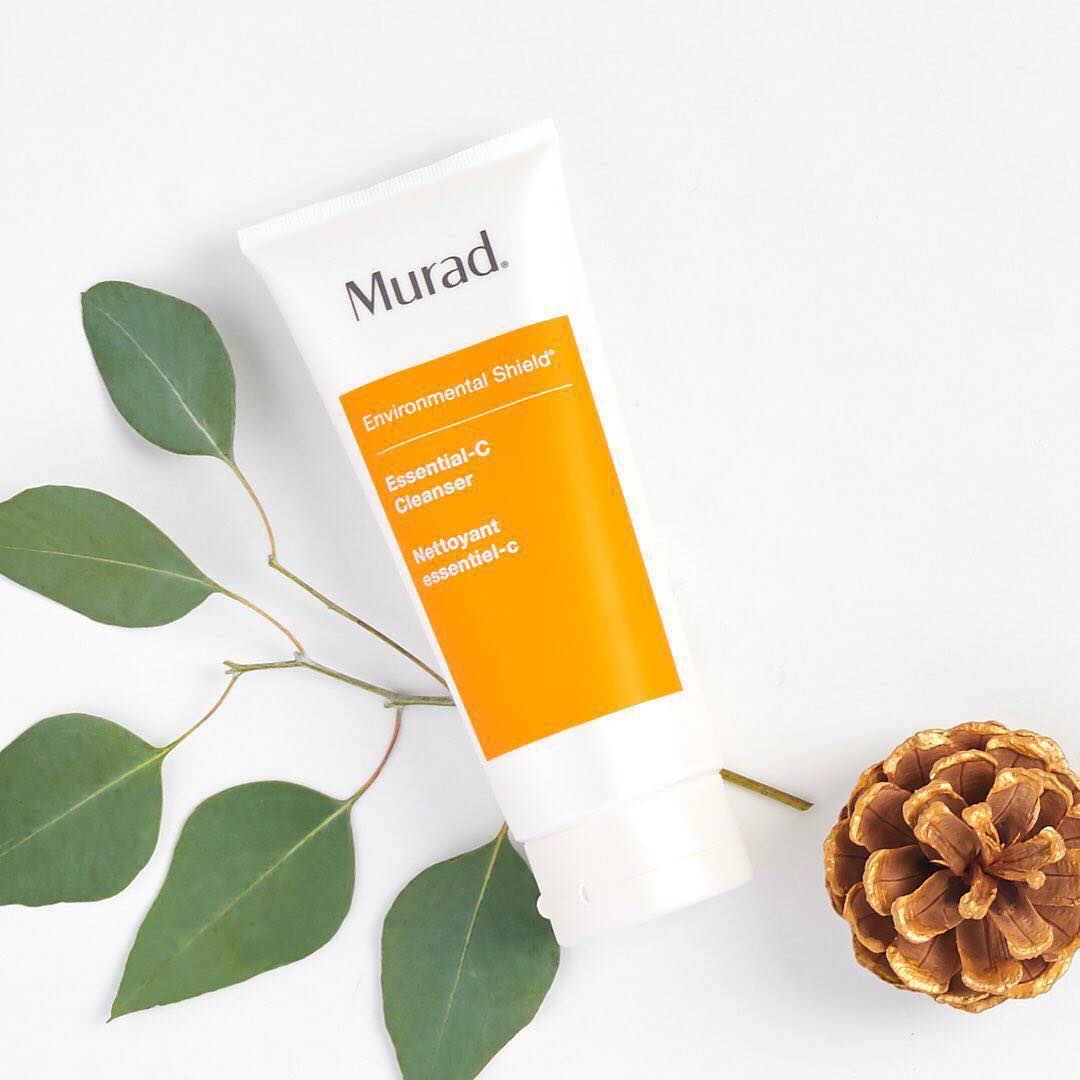 Murad®
Environmental Shield®
Essential-C
Cleanser
Nettoyant
essentiel-c